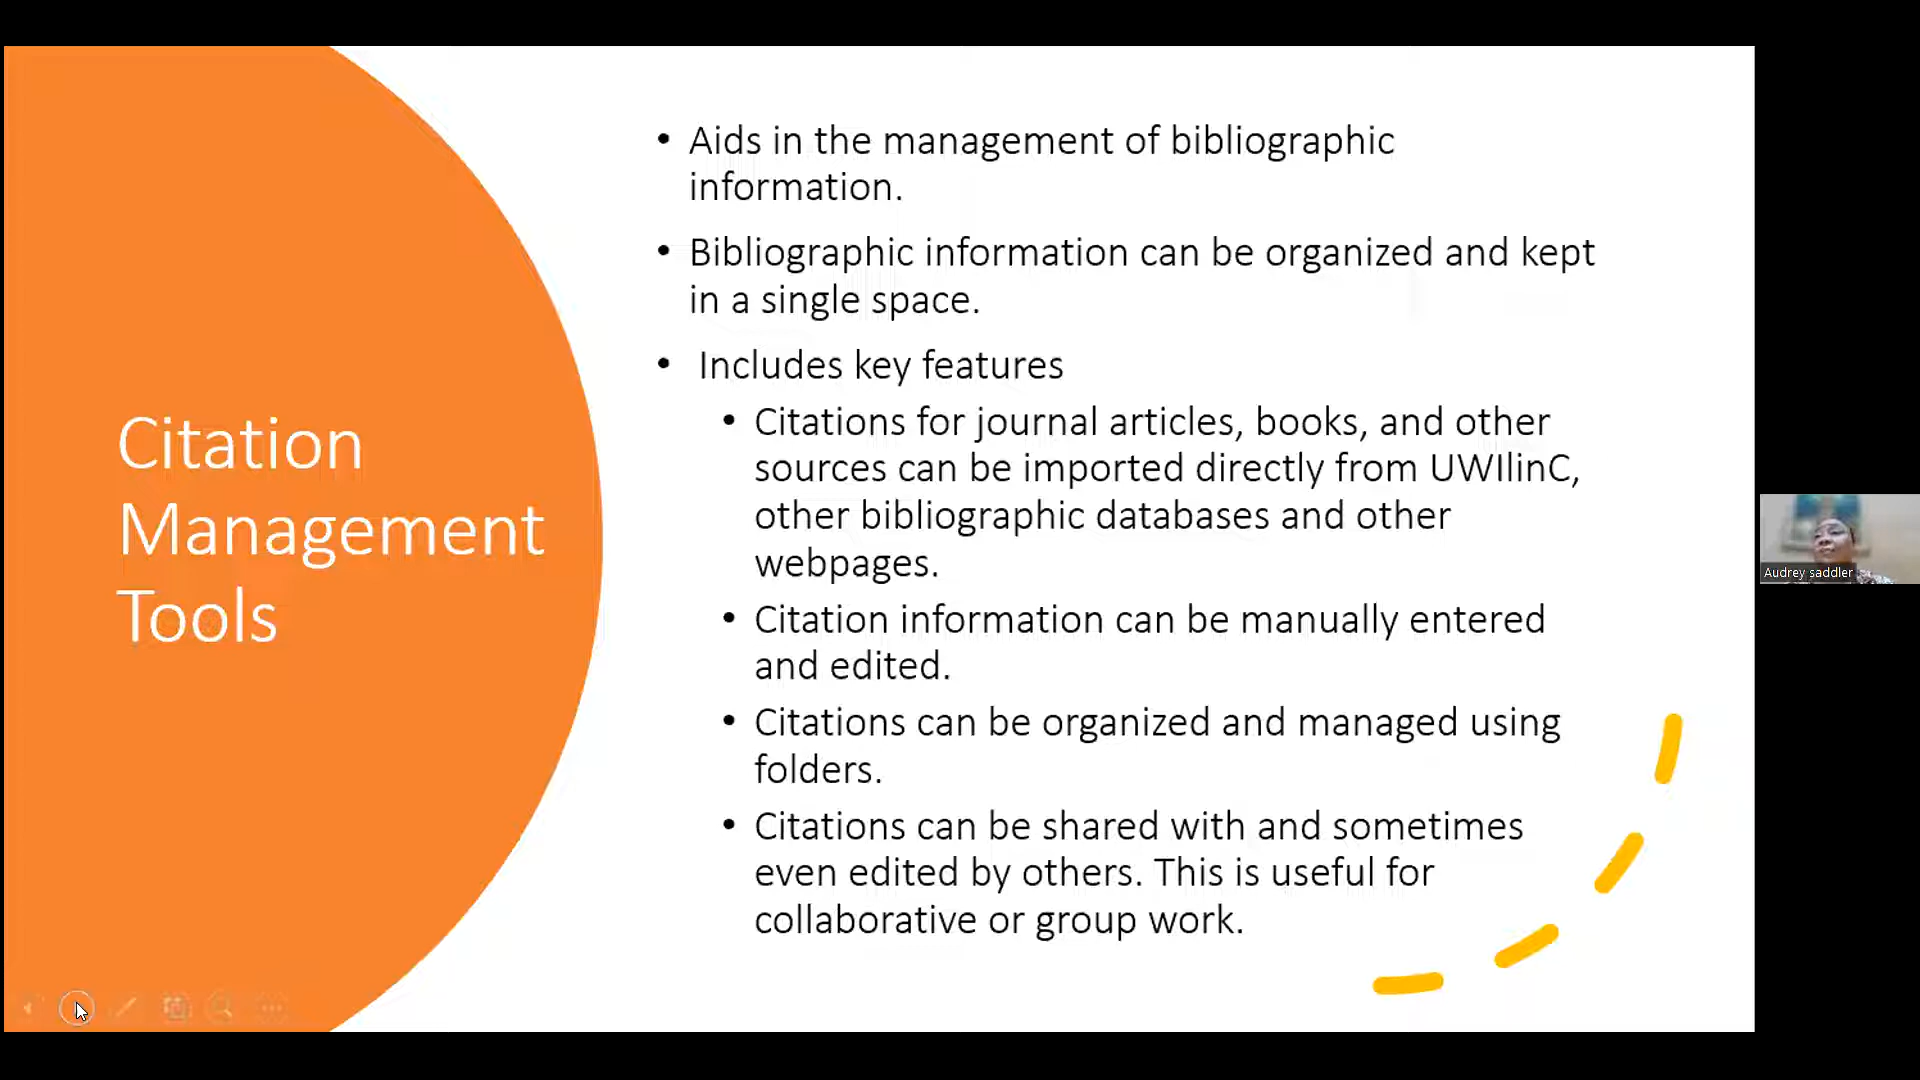 Citation
Management
Tools
• Aids in the management of bibliographic
information.
• Bibliographic information can be organized and kept
in a single space.
• Includes key features
• Citations for journal articles, books, and other
sources can be imported directly from UWIlinC,
other bibliographic databases and other
webpages.
• Citation information can be manually entered
and edited.
• Citations can be organized and managed using
folders.
• Citations can be shared with and sometimes
even edited by others. This is useful for
collaborative or group work.
Audrey saddler